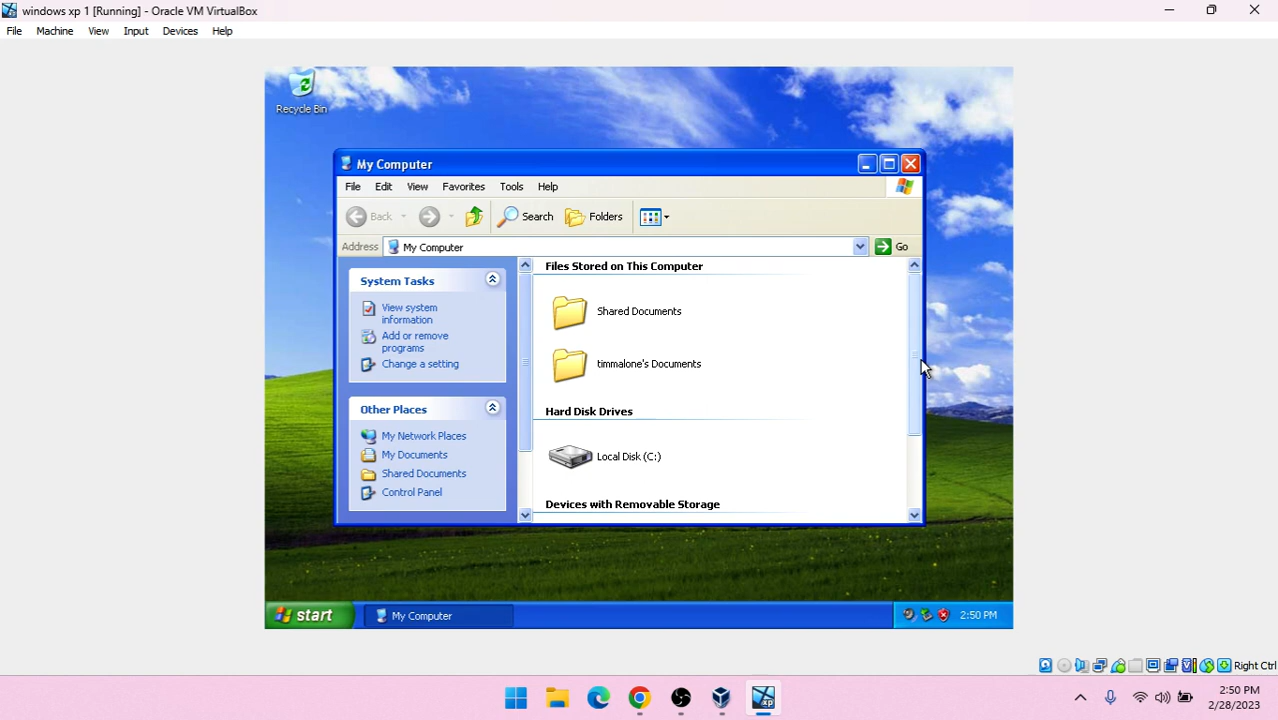 windows xp 1 [Running] - Oracle VM VirtualBox
File Machine View Input Devices Help
Recycle Bin
My Computer
File Edit View Favorites Tools Help
Back Search Folders
Address My Computer Go
System Tasks
View system
information
Add or remove
programs
Change a setting
Other Places
My Network Places
My Documents
Shared Documents
Control Panel
Files Stored on This Computer
Shared Documents
timmalone's Documents
Hard Disk Drives
Local Disk (C:)
Devices with Removable Storage
start My Computer 2:50 PM
Right Ctrl
xp
2:50 PM
2/28/2023